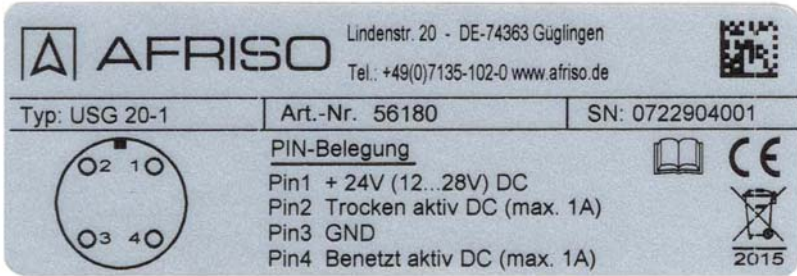 AFRISO
Lindenstr. 20 - DE-74363 Güglingen
Tel.: +49(0)7135-102-0 www.afriso.de
Typ: USG 20-1
Art.-Nr. 56180
SN: 0722904001
2 1
3 4
PIN-Belegung
Pin1 + 24V (12...28V) DC
Pin2 Trocken aktiv DC (max. 1A)
Pin3 GND
Pin4 Benetzt aktiv DC (max. 1A)
CE
2015